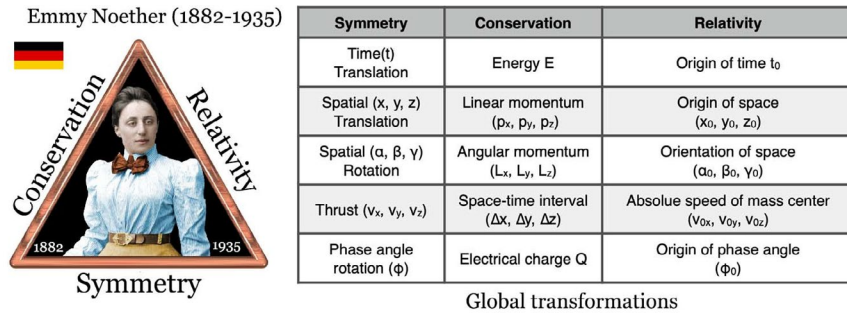 Emmy Noether (1882-1935)
Conservation
Relativity
1882
1935
Symmetry
Symmetry
Conservation
Relativity
Time(t)
Translation
Energy E
Origin of time t₀
Spatial (x, y, z)
Translation
Linear momentum
(pₓ, pᵧ, p_z)
Origin of space
(x₀, y₀, z₀)
Spatial (α, β, γ)
Rotation
Angular momentum
(Lₓ, Lᵧ, L_z)
Orientation of space
(α₀, β₀, γ₀)
Thrust (vₓ, vᵧ, v_z)
Space-time interval
(Δx, Δy, Δz)
Absolue speed of mass center
(v₀ₓ, v₀ᵧ, v₀_z)
Phase angle
rotation (ϕ)
Electrical charge Q
Origin of phase angle
(ϕ₀)
Global transformations